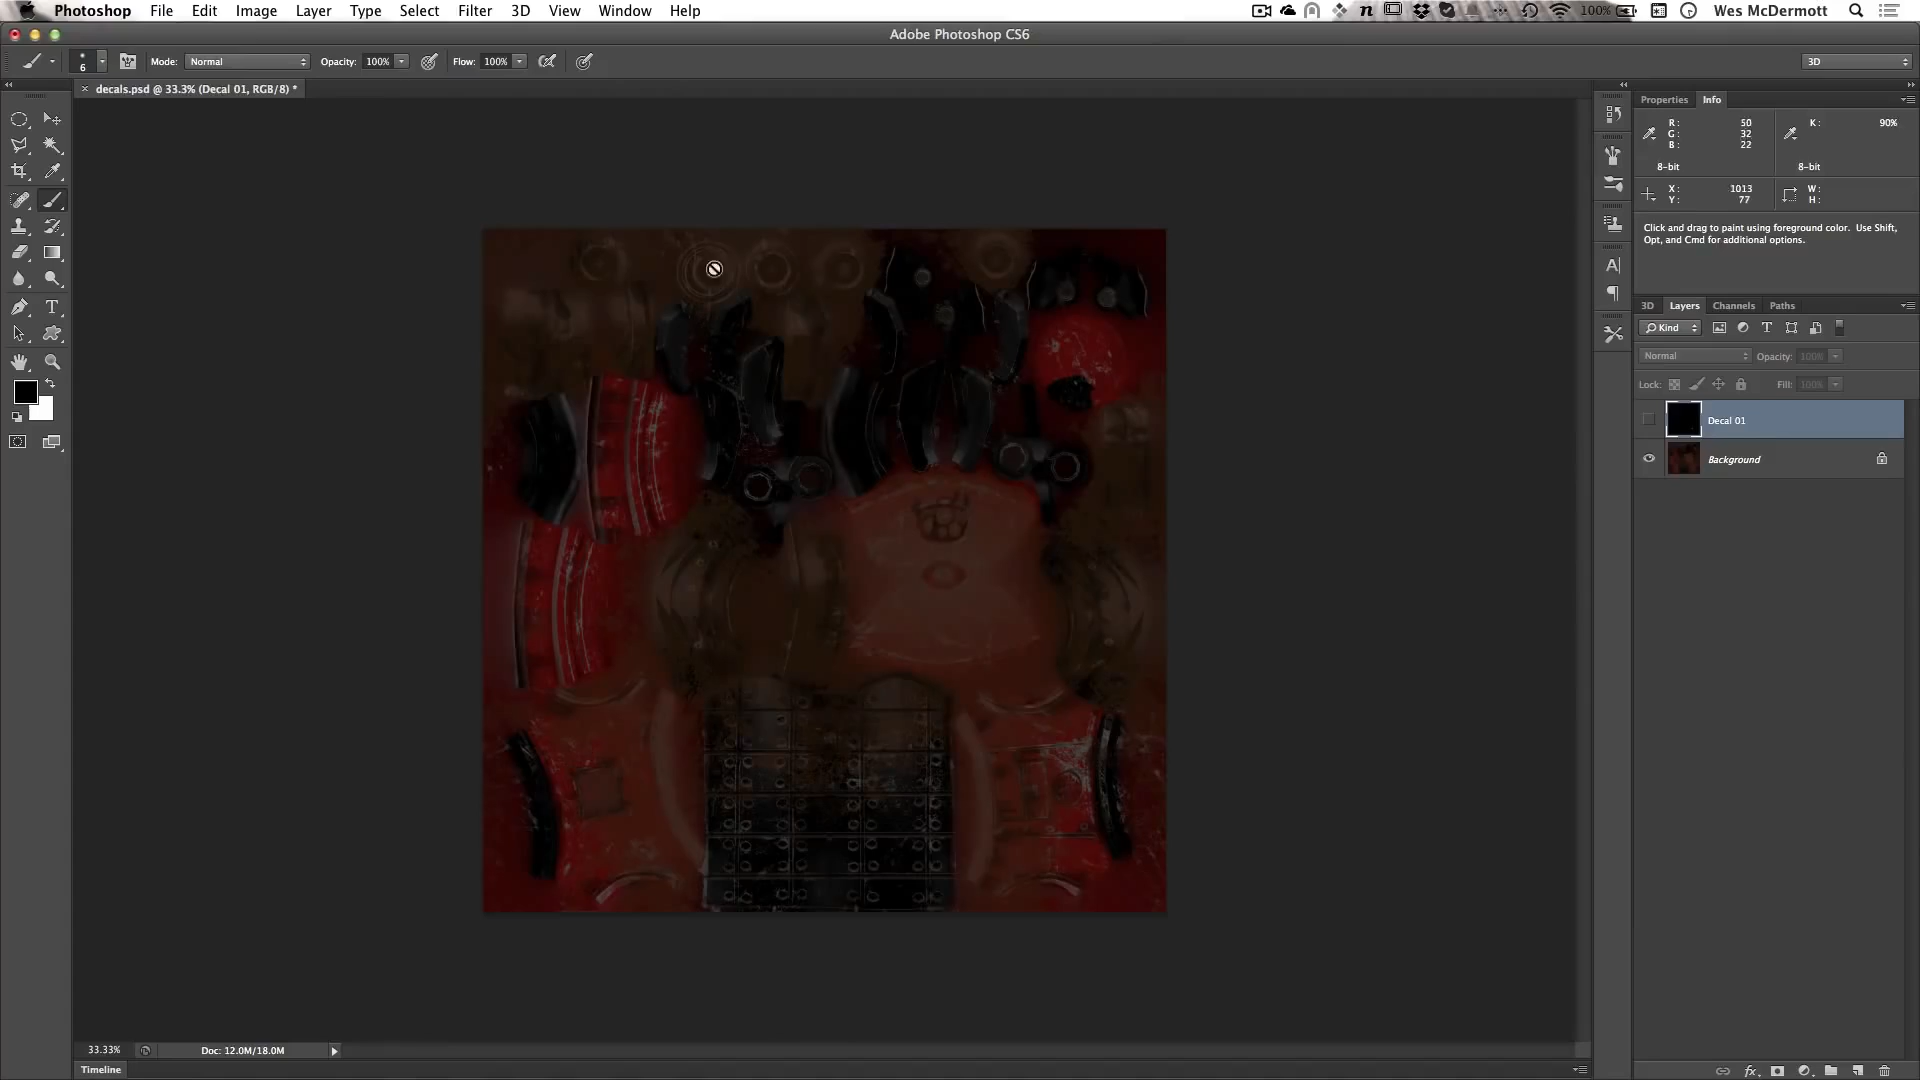 Photoshop File Edit Image Layer Type Select Filter 3D View Window Help 100% Wes McDermott
Adobe Photoshop CS6
6 Mode: Normal Opacity: 100% Flow: 100% 3D
× decals.psd @ 33.3% (Decal 01, RGB/8) *
Properties Info
R: 50 K: 90%
G: 32
B: 22
8-bit 8-bit
X: 1013 W:
Y: 77 H:
Click and drag to paint using foreground color. Use Shift,
Opt, and Cmd for additional options.
3D Layers Channels Paths
Kind
Normal Opacity: 100%
Lock: Fill: 100%
Decal 01
Background
33.33% Doc: 12.0M/18.0M
Timeline